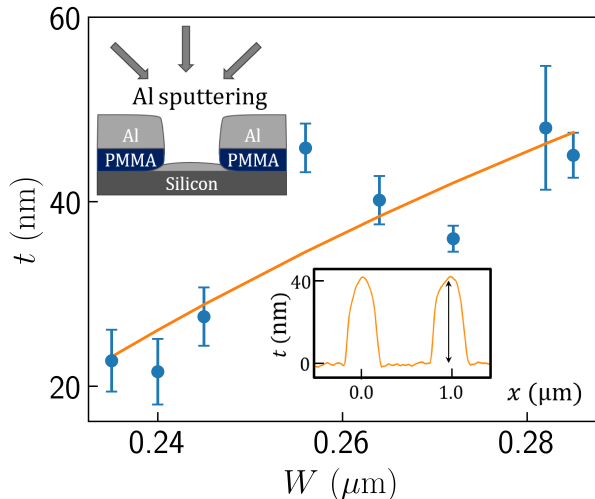 60
Al sputtering
Al
Al
PMMA
PMMA
Silicon
40
t (nm)
20
40
t (nm)
0
0.0
1.0
x (μm)
0.24
0.26
0.28
W (μm)